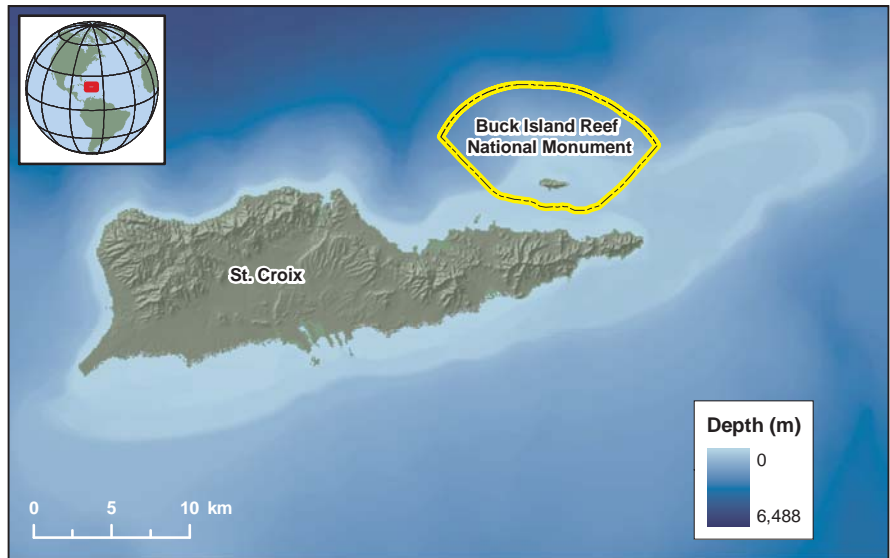 Buck Island Reef
National Monument
St. Croix
Depth (m)
0
6,488
0 5 10 km